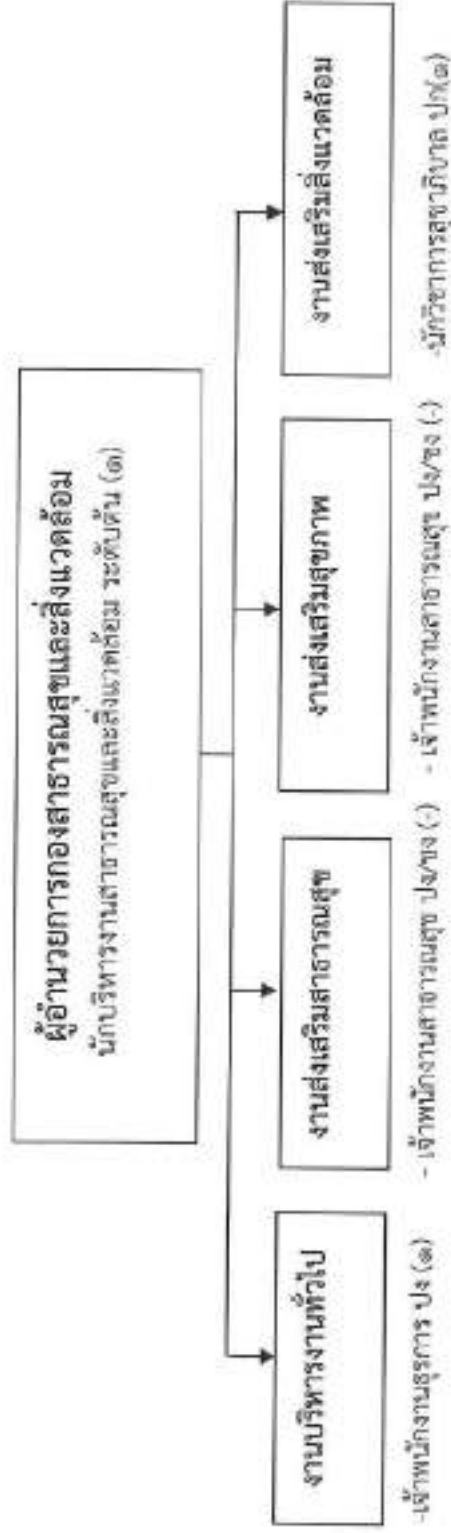 ผู้อำนวยการกองสาธารณสุขและสิ่งแวดล้อม
นักบริหารงานสาธารณสุขและสิ่งแวดล้อม ระดับต้น (๑)
งานบริหารงานทั่วไป
งานส่งเสริมสาธารณสุข
งานส่งเสริมสุขภาพ
งานส่งเสริมสิ่งแวดล้อม
-เจ้าพนักงานธุรการ ปง (๑)
- เจ้าพนักงานสาธารณสุข ปง/ชง (-)
- เจ้าพนักงานสาธารณสุข ปง/ชง (-)
-นักวิชาการสุขาภิบาล ปก(๑)